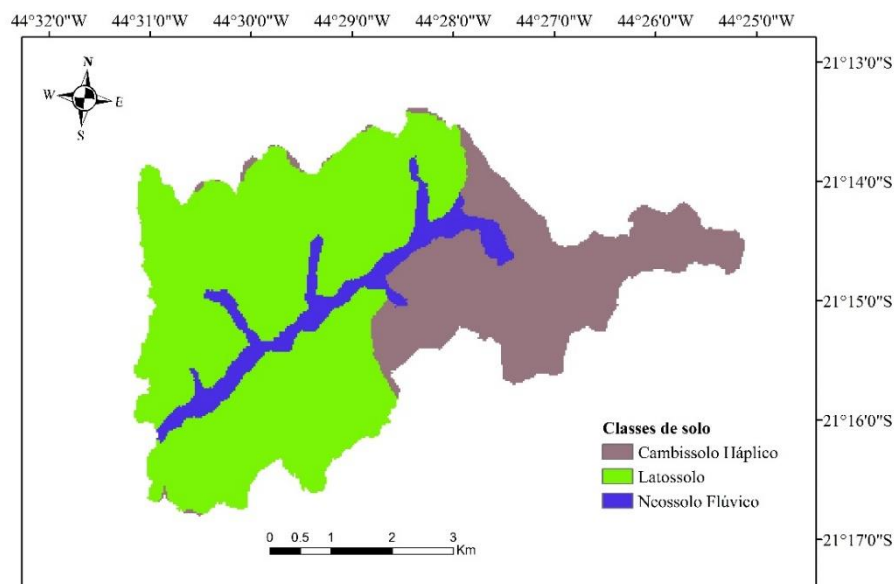 44°32'0"W 44°31'0"W 44°30'0"W 44°29'0"W 44°28'0"W 44°27'0"W 44°26'0"W 44°25'0"W
21°13'0"S
N
W E
S
21°14'0"S
21°15'0"S
21°16'0"S
Classes de solo
Cambissolo Háplico
Latossolo
Neossolo Flúvico
21°17'0"S
0 0.5 1 2 3
Km